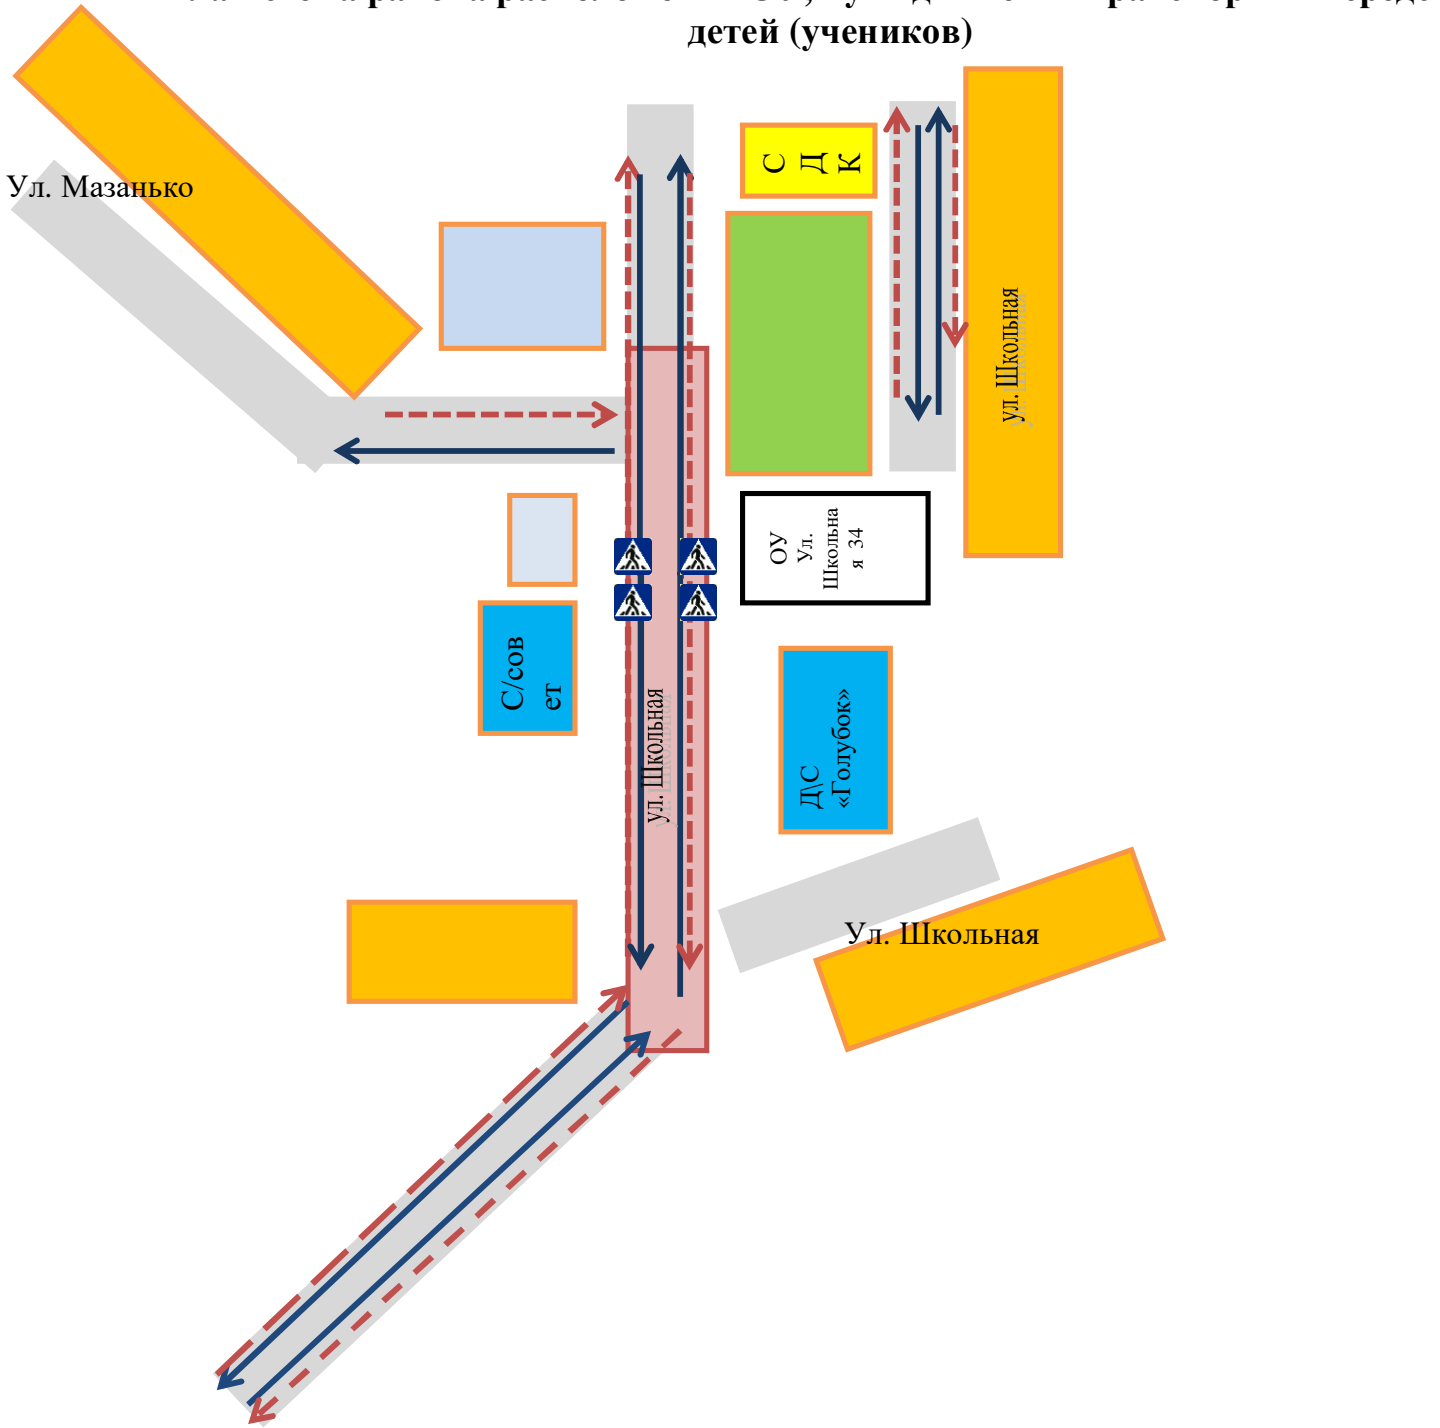 детей (учеников)
Ул. Мазанько
С
Д
К
ул. Школьная
ОУ
Ул.
Школьна
я 34
С/сов
ет
ул. Школьная
Д\С
«Голубок»
Ул. Школьная